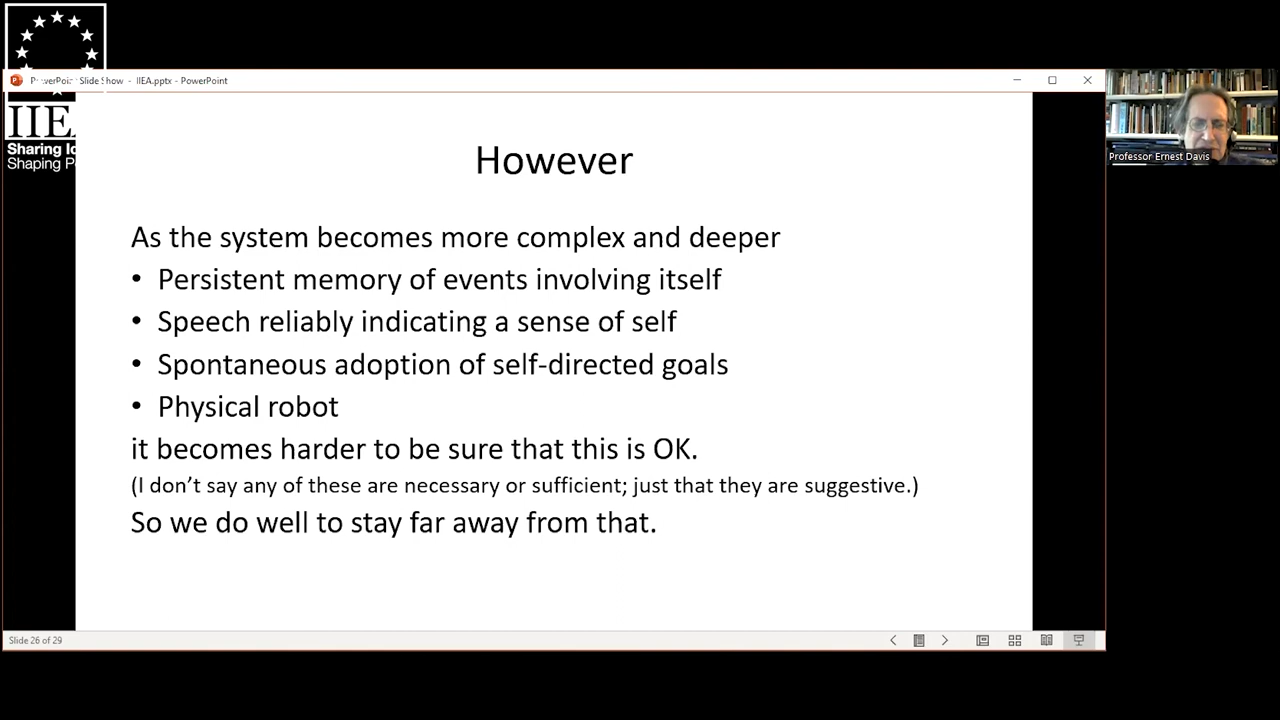 PowerPoint Slide Show - IIEA.pptx - PowerPoint
IIEA
Sharing
Shaping
However
As the system becomes more complex and deeper
• Persistent memory of events involving itself
• Speech reliably indicating a sense of self
• Spontaneous adoption of self-directed goals
• Physical robot
it becomes harder to be sure that this is OK.
(I don’t say any of these are necessary or sufficient; just that they are suggestive.)
So we do well to stay far away from that.
Professor Ernest Davis
Slide 26 of 29